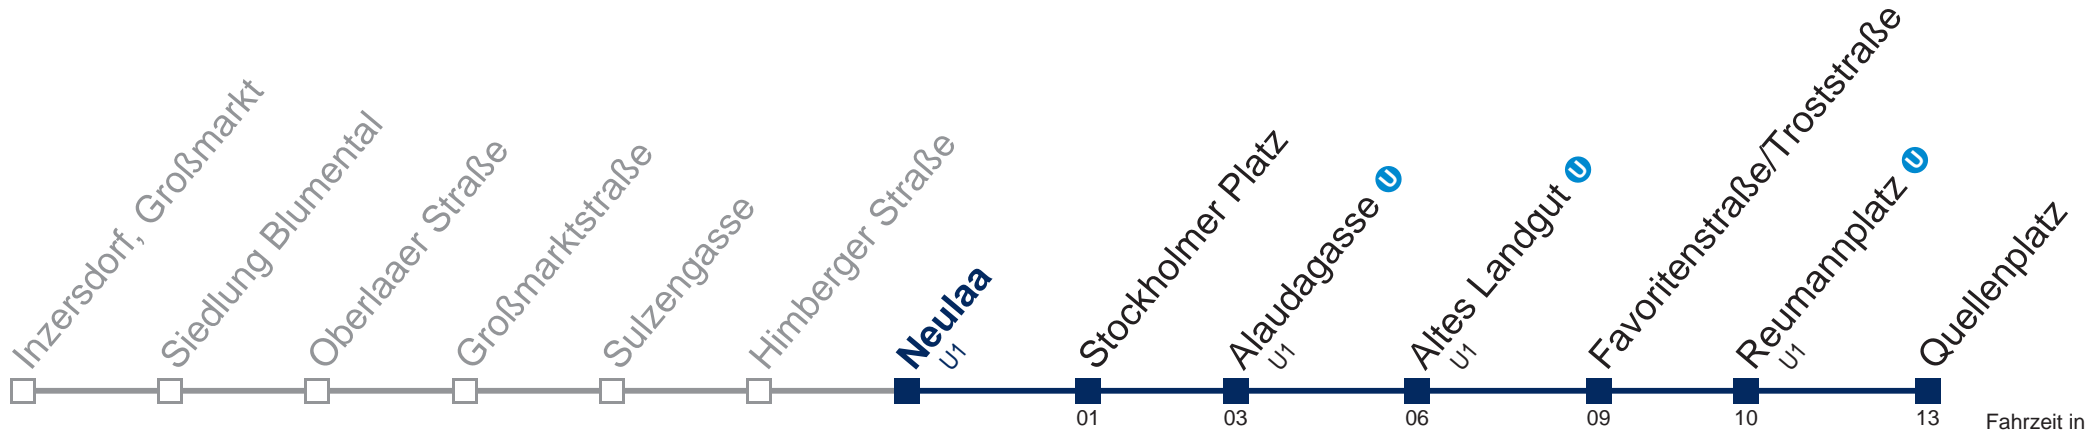 Inzersdorf, Großmarkt
Siedlung Blumental
Oberlaaer Straße
Großmarktstraße
Sulzengasse
Himberger Straße
Neulaa
U1
Stockholmer Platz
Alaudagasse U
U1
Altes Landgut U
U1
Favoritenstraße/Troststraße
Reumannplatz U
U1
Quellenplatz
01 03 06 09 10 13 Fahrzeit in